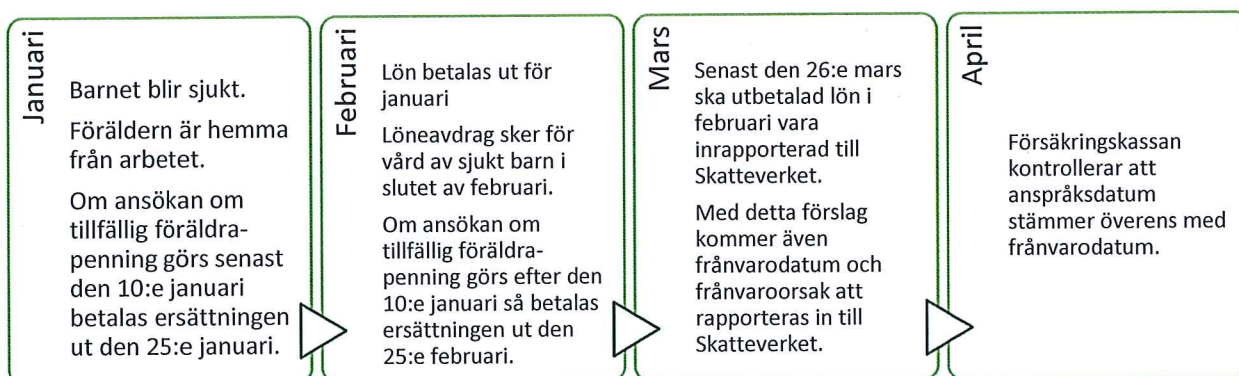 Januari
Barnet blir sjukt.
Föräldern är hemma
från arbetet.
Om ansökan om
tillfällig föräldra-
penning görs senast
den 10:e januari
betalas ersättningen
ut den 25:e januari.
Februari
Lön betalas ut för
januari
Löneavdrag sker för
vård av sjukt barn i
slutet av februari.
Om ansökan om
tillfällig föräldra-
penning görs efter den
10:e januari så betalas
ersättningen ut den
25:e februari.
Mars
Senast den 26:e mars
ska utbetalad lön i
februari vara
inrapporterad till
Skatteverket.
Med detta förslag
kommer även
frånvarodatum och
frånvaroorsak att
rapporteras in till
Skatteverket.
April
Försäkringskassan
kontrollerar att
anspråksdatum
stämmer överens med
frånvarodatum.